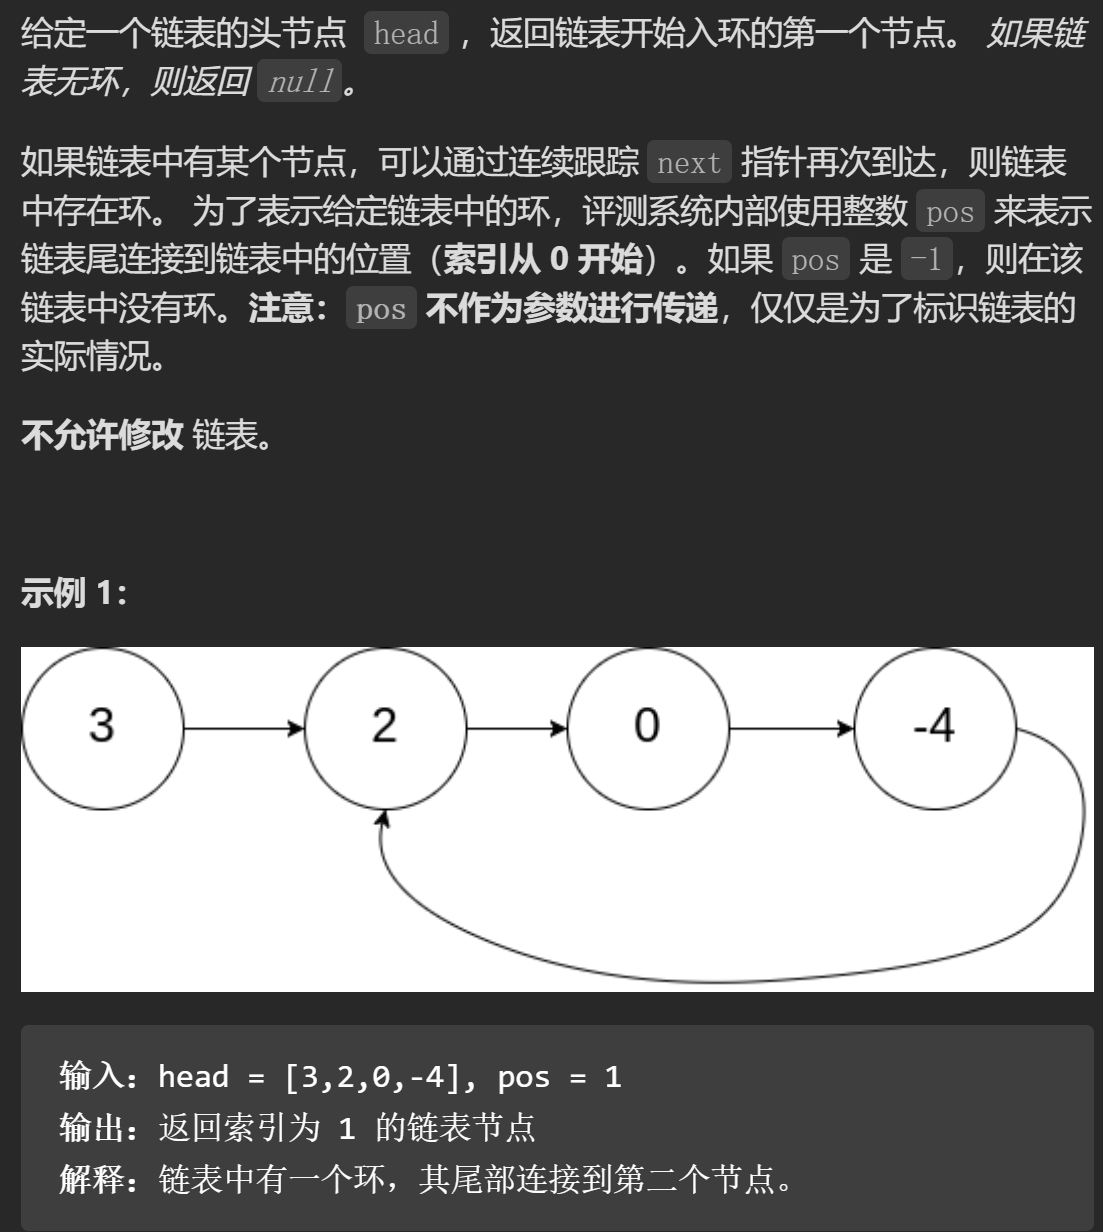 给定一个链表的头节点 head ，返回链表开始入环的第一个节点。 如果链
表无环，则返回 null。
如果链表中有某个节点，可以通过连续跟踪 next 指针再次到达，则链表
中存在环。 为了表示给定链表中的环，评测系统内部使用整数 pos 来表示
链表尾连接到链表中的位置（索引从 0 开始）。如果 pos 是 -1，则在该
链表中没有环。注意：pos 不作为参数进行传递，仅仅是为了标识链表的
实际情况。
不允许修改 链表。
示例 1：
3 2 0 -4
输入：head = [3,2,0,-4], pos = 1
输出：返回索引为 1 的链表节点
解释：链表中有一个环，其尾部连接到第二个节点。